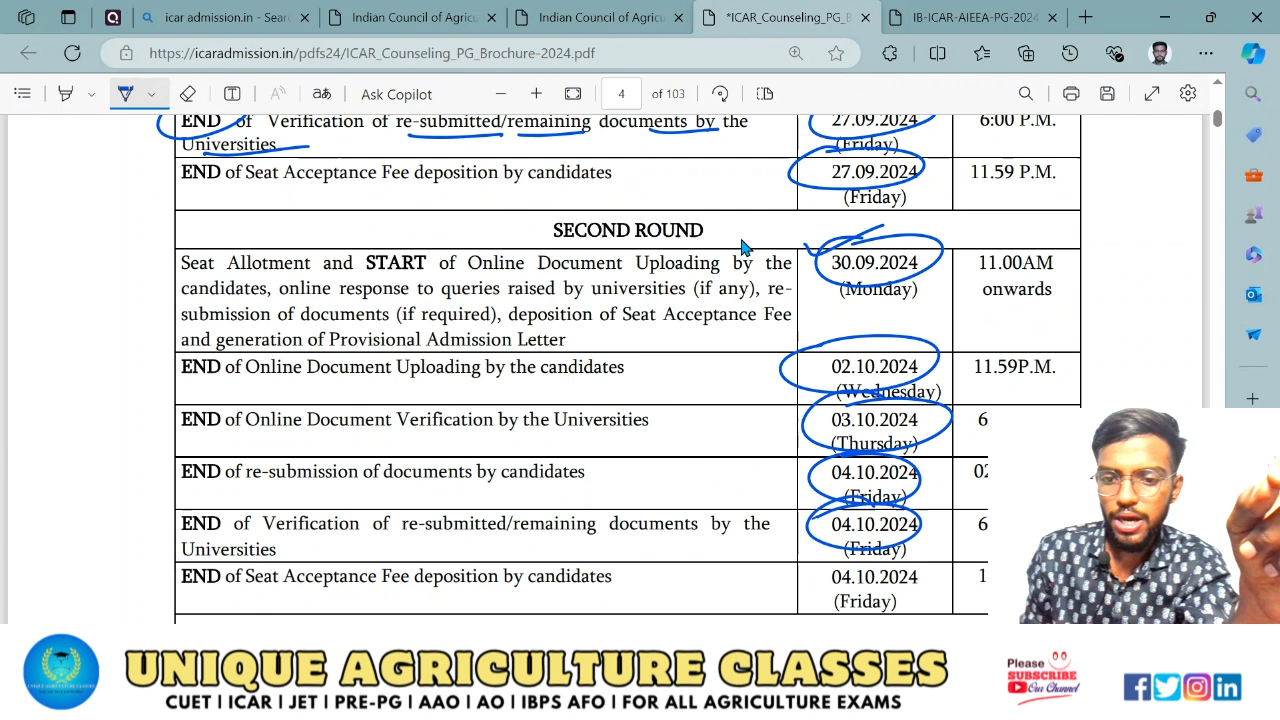 icar admission.in - Sear
Indian Council of Agricu
Indian Council of Agricu
*ICAR_Counseling_PG_B
IB-ICAR-AIEEA-PG-2024
https://icaradmission.in/pdfs24/ICAR_Counseling_PG_Brochure-2024.pdf
Ask Copilot
4
of 103
END of Verification of re-submitted/remaining documents by the Universities
27.09.2024
(Friday)
6:00 P.M.
END of Seat Acceptance Fee deposition by candidates
27.09.2024
(Friday)
11.59 P.M.
SECOND ROUND
Seat Allotment and START of Online Document Uploading by the
candidates, online response to queries raised by universities (if any), re-
submission of documents (if required), deposition of Seat Acceptance Fee
and generation of Provisional Admission Letter
30.09.2024
(Monday)
11.00AM
onwards
END of Online Document Uploading by the candidates
02.10.2024
(Wednesday)
11.59P.M.
END of Online Document Verification by the Universities
03.10.2024
(Thursday)
6
END of re-submission of documents by candidates
04.10.2024
(Friday)
02
END of Verification of re-submitted/remaining documents by the
Universities
04.10.2024
(Friday)
6
END of Seat Acceptance Fee deposition by candidates
04.10.2024
(Friday)
1
UNIQUE AGRICULTURE CLASSES
CUET | ICAR | JET | PRE-PG | AAO | AO | IBPS AFO | FOR ALL AGRICULTURE EXAMS
Please
SUBSCRIBE
Our Channel